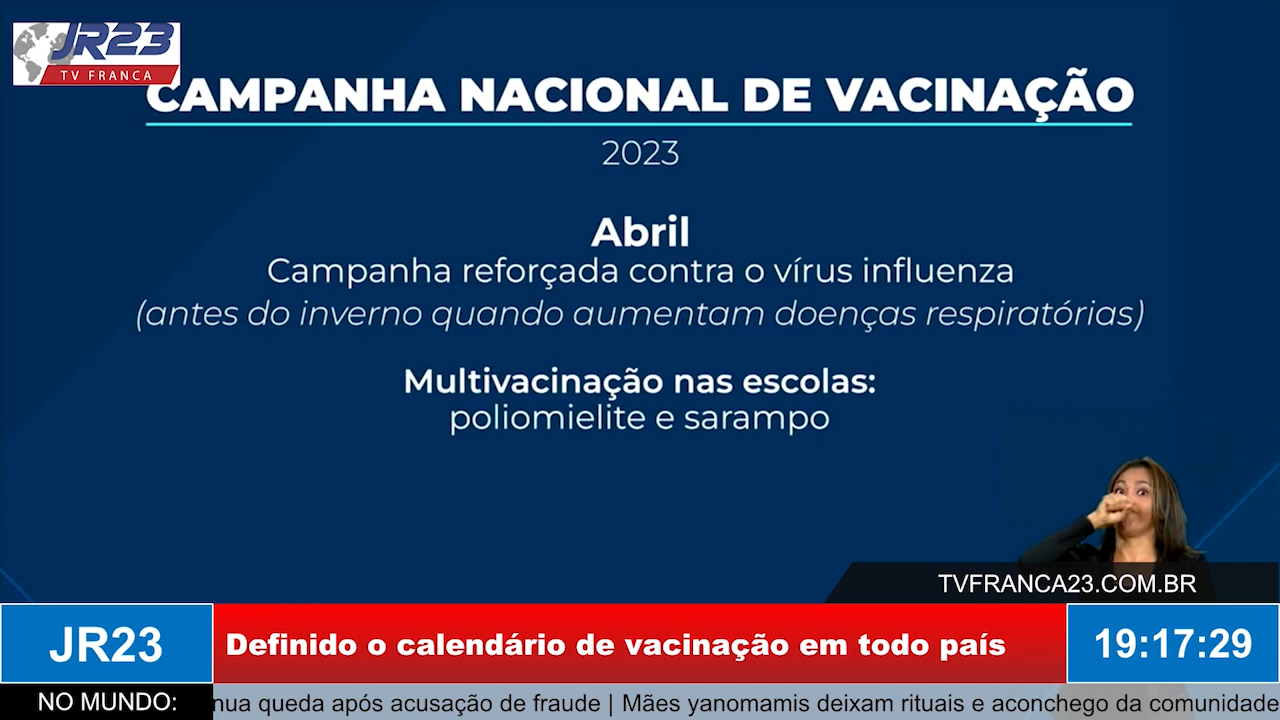 JR23
TV FRANCA
CAMPANHA NACIONAL DE VACINAÇÃO
2023
Abril
Campanha reforçada contra o vírus influenza
(antes do inverno quando aumentam doenças respiratórias)
Multivacinação nas escolas:
poliomielite e sarampo
TVFRANCA23.COM.BR
JR23
Definido o calendário de vacinação em todo país
19:17:29
NO MUNDO:
nua queda após acusação de fraude | Mães yanomamis deixam rituais e aconchego da comunidade